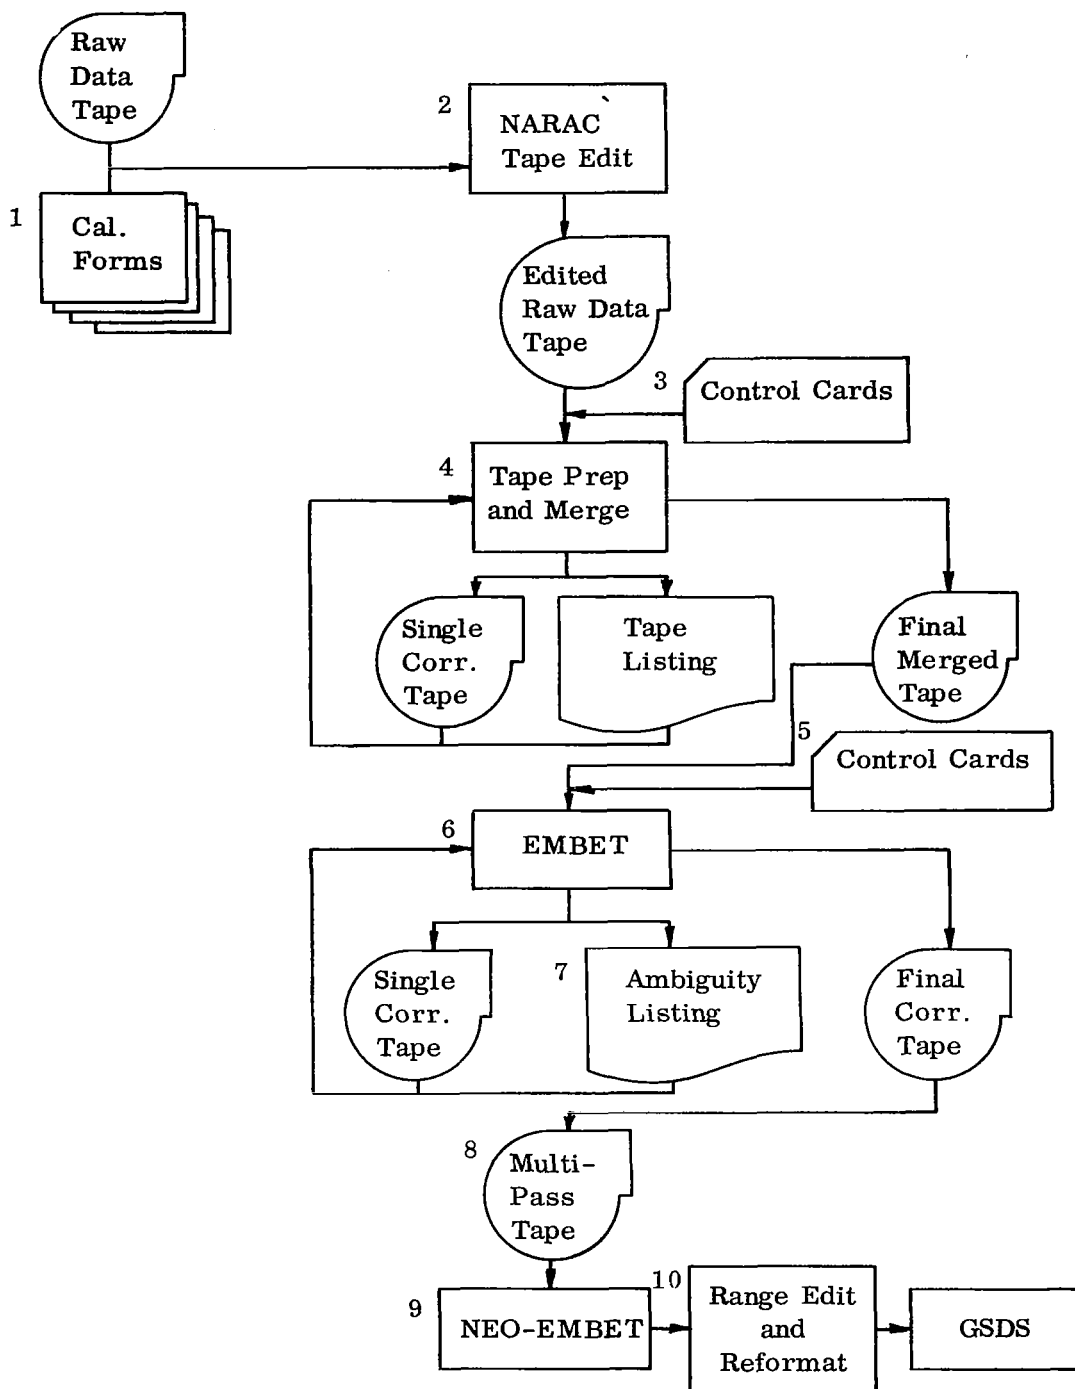 Raw
Data
Tape
1
Cal.
Forms
2
NARAC
Tape Edit
Edited
Raw Data
Tape
3
Control Cards
4
Tape Prep
and Merge
Single
Corr.
Tape
Tape
Listing
Final
Merged
Tape
5
Control Cards
6
EMBET
Single
Corr.
Tape
7
Ambiguity
Listing
Final
Corr.
Tape
8
Multi-
Pass
Tape
9
NEO-EMBET
10
Range Edit
and
Reformat
GSDS